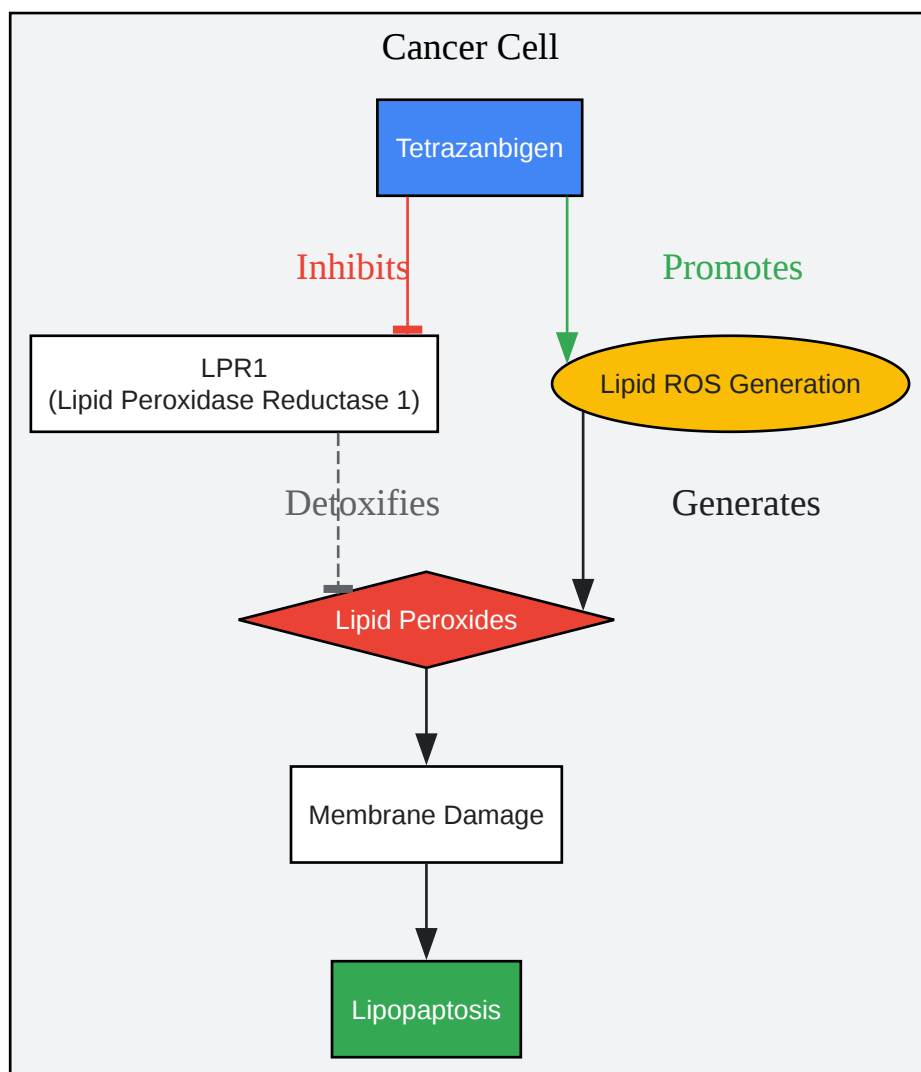 Cancer Cell
Tetrazanbigen
Inhibits
Promotes
LPR1
(Lipid Peroxidase Reductase 1)
Lipid ROS Generation
Detoxifies
Generates
Lipid Peroxides
Membrane Damage
Lipopaptosis